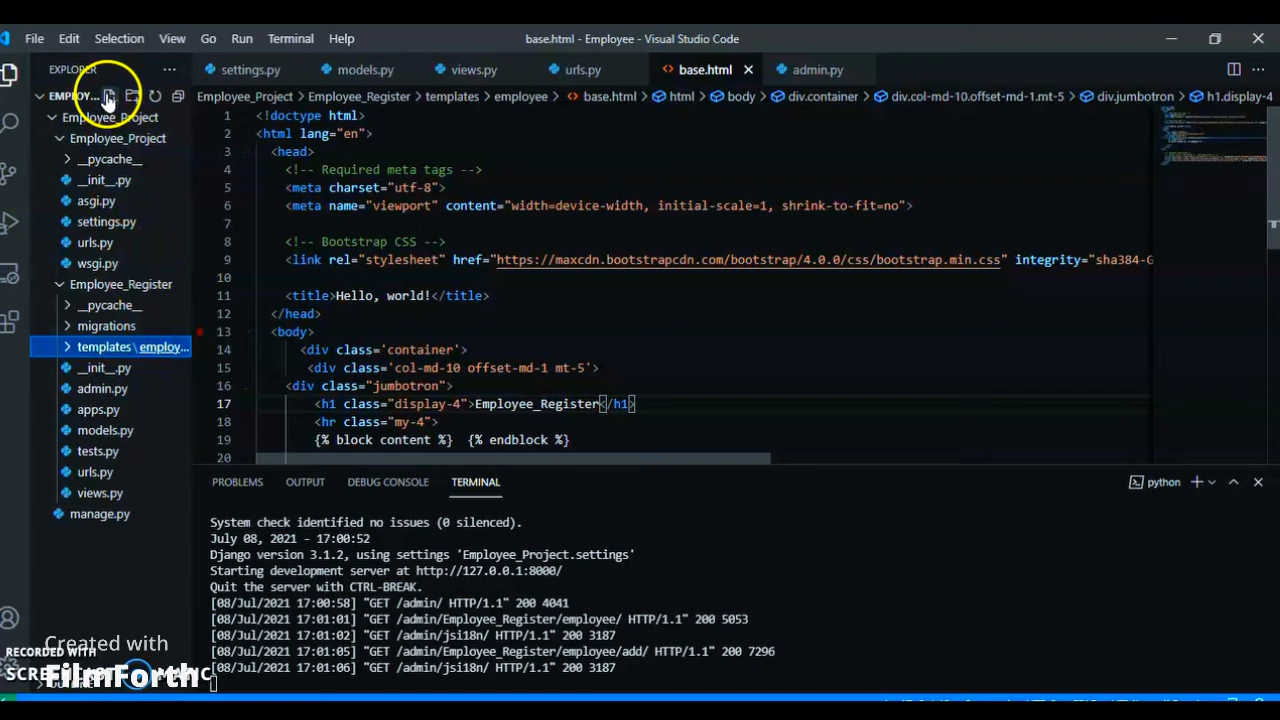 File Edit Selection View Go Run Terminal Help base.html - Employee - Visual Studio Code
EXPLORER
settings.py models.py views.py urls.py base.html admin.py
EMPLOY...
Employee_Project > Employee_Register > templates > employee > base.html > html > body > div.container > div.col-md-10.offset-md-1.mt-5 > div.jumbotron > h1.display-4
Employee_Project
Employee_Project
__pycache__
__init__.py
asgi.py
settings.py
urls.py
wsgi.py
Employee_Register
__pycache__
migrations
templates\employ...
__init__.py
admin.py
apps.py
models.py
tests.py
urls.py
views.py
manage.py
1 <!doctype html>
2 <html lang="en">
3 <head>
4 <!-- Required meta tags -->
5 <meta charset="utf-8">
6 <meta name="viewport" content="width=device-width, initial-scale=1, shrink-to-fit=no">
7
8 <!-- Bootstrap CSS -->
9 <link rel="stylesheet" href="https://maxcdn.bootstrapcdn.com/bootstrap/4.0.0/css/bootstrap.min.css" integrity="sha384-G
10
11 <title>Hello, world!</title>
12 </head>
13 <body>
14 <div class='container'>
15 <div class='col-md-10 offset-md-1 mt-5'>
16 <div class="jumbotron">
17 <h1 class="display-4">Employee_Register</h1>
18 <hr class="my-4">
19 {% block content %} {% endblock %}
20
PROBLEMS OUTPUT DEBUG CONSOLE TERMINAL python
System check identified no issues (0 silenced).
July 08, 2021 - 17:00:52
Django version 3.1.2, using settings 'Employee_Project.settings'
Starting development server at http://127.0.0.1:8000/
Quit the server with CTRL-BREAK.
[08/Jul/2021 17:00:58] "GET /admin/ HTTP/1.1" 200 4041
[08/Jul/2021 17:01:01] "GET /admin/Employee_Register/employee/ HTTP/1.1" 200 5053
[08/Jul/2021 17:01:02] "GET /admin/jsi18n/ HTTP/1.1" 200 3187
[08/Jul/2021 17:01:05] "GET /admin/Employee_Register/employee/add/ HTTP/1.1" 200 7296
[08/Jul/2021 17:01:06] "GET /admin/jsi18n/ HTTP/1.1" 200 3187
Created with
RECORDED WITH
FilmForth